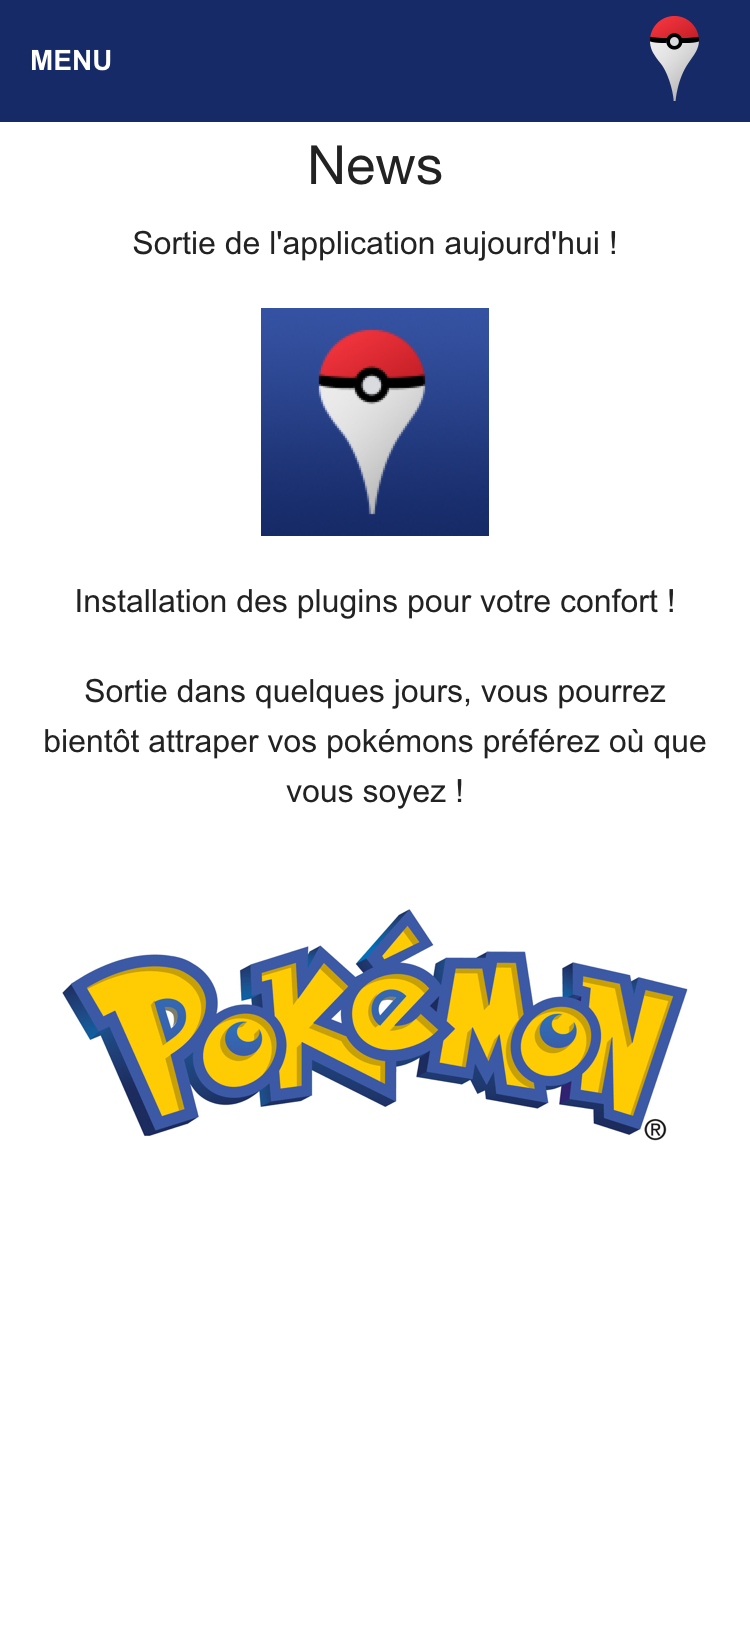 MENU
News
Sortie de l'application aujourd'hui !
Installation des plugins pour votre confort !
Sortie dans quelques jours, vous pourrez
bientôt attraper vos pokémons préférez où que
vous soyez !
POKéMON
®